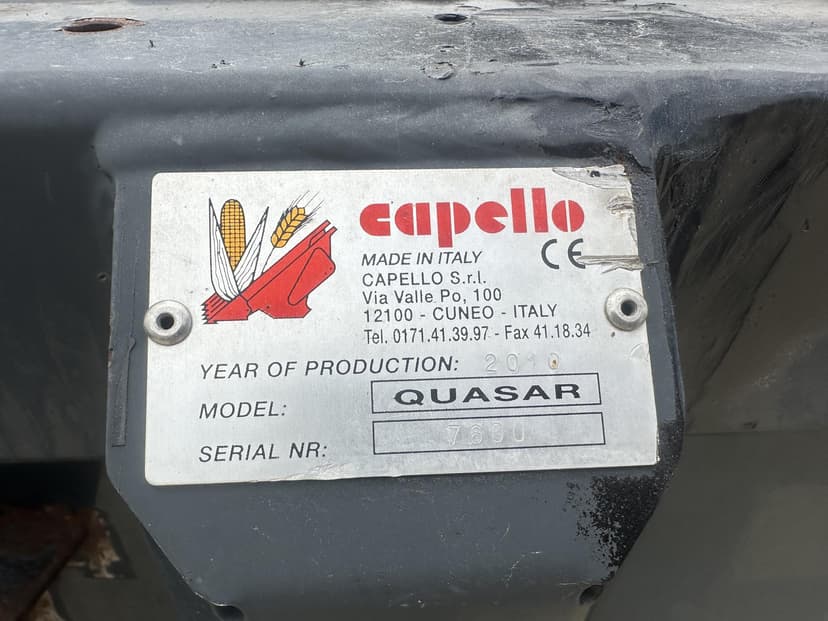 capello
MADE IN ITALY
CE
CAPELLO S.r.l.
Via Valle Po, 100
12100 - CUNEO - ITALY
Tel. 0171.41.39.97 - Fax 41.18.34
YEAR OF PRODUCTION: 2010
MODEL: QUASAR
SERIAL NR: